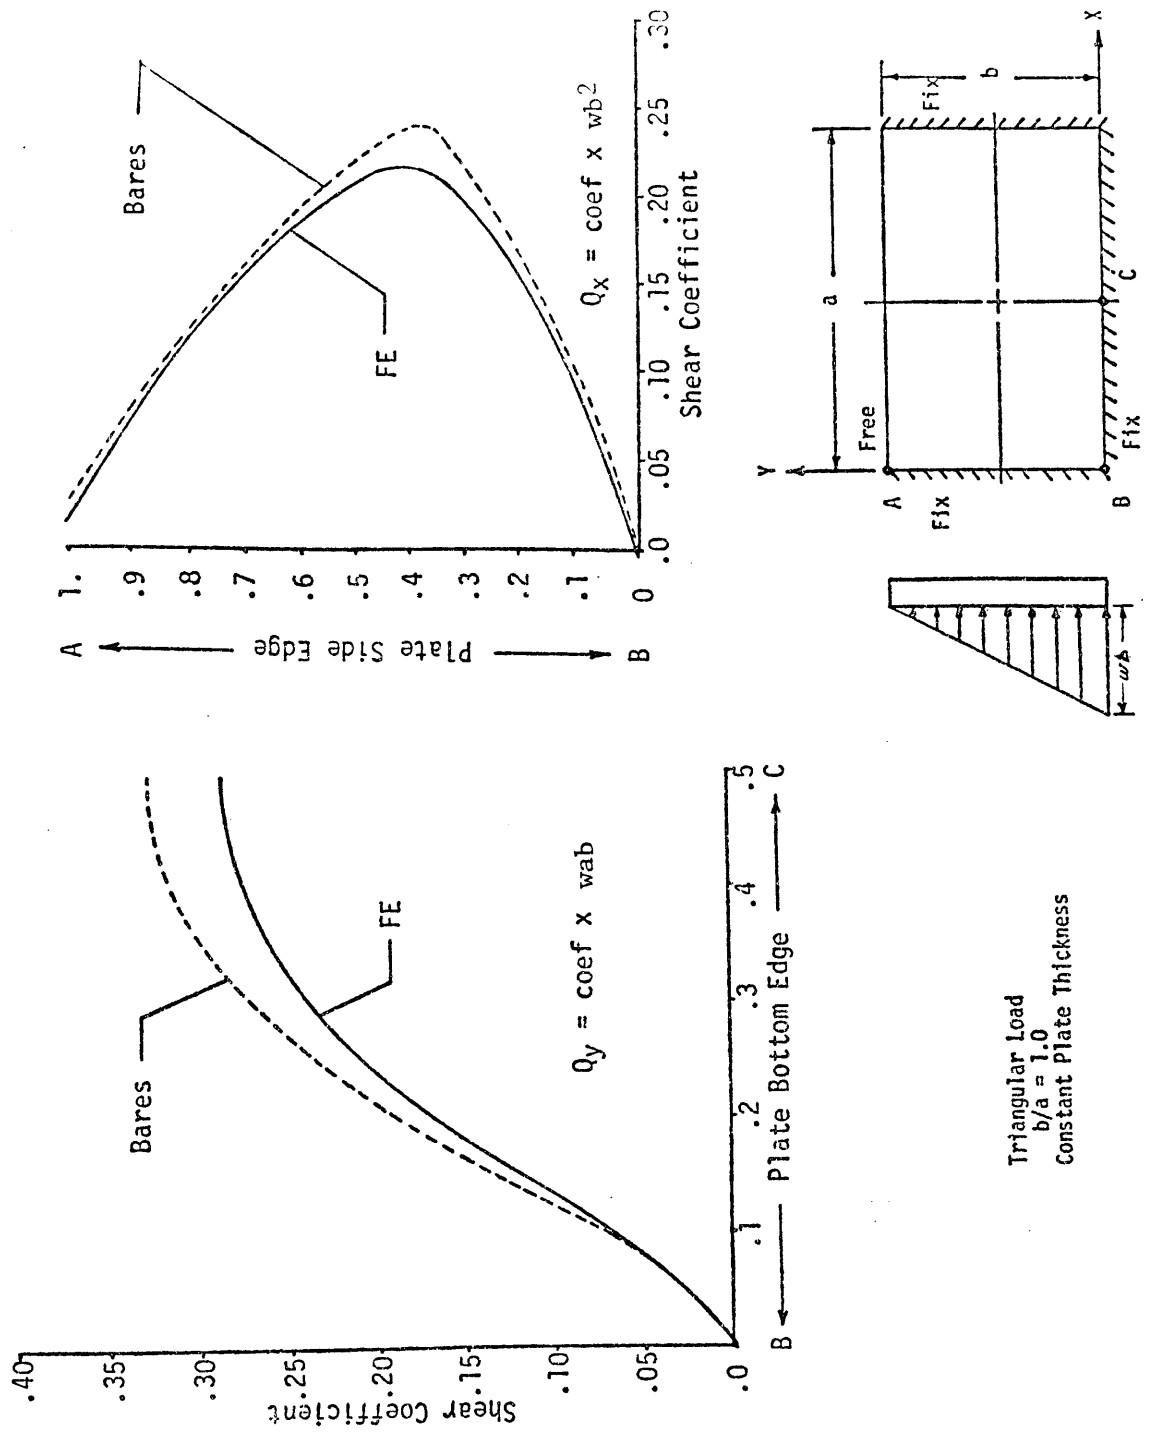 .40
.35
.30
.25
.20
.15
.10
.05
.0
Shear Coefficient
Bares
FE
Qy = coef x wab
.1
.2
.3
.4
.5
B
Plate Bottom Edge
C
A
Plate Side Edge
B
1.
.9
.8
.7
.6
.5
.4
.3
.2
.1
0
Bares
FE
Qx = coef x wb2
.0
.05
.10
.15
.20
.25
.30
Shear Coefficient
Triangular Load
b/a = 1.0
Constant Plate Thickness
Y
A
Free
Fix
a
Fix
b
X
B
Fix
C